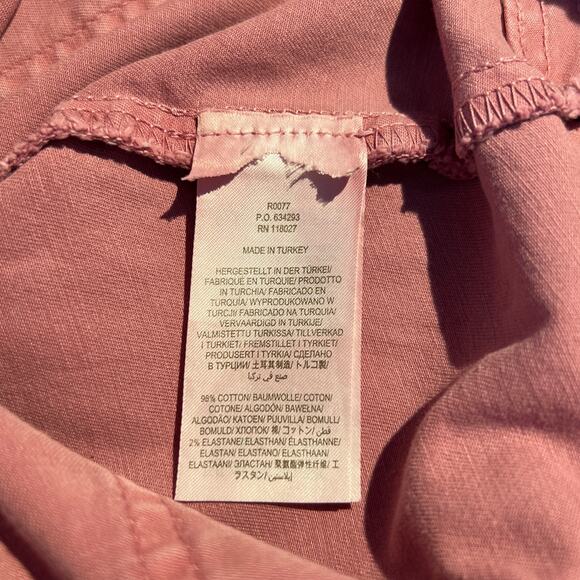 R0077
P.O. 634293
RN 118027
MADE IN TURKEY
HERGESTELLT IN DER TÜRKEI/
FABRIQUE EN TURQUIE/ PRODOTTO
IN TURCHIA/ FABRICADO EN
TURQUÍA/ WYPRODUKOWANO W
TURCJI/ FABRICADO NA TURQUIA/
VERVAARDIGD IN TURKIJE/
VALMISTETTU TURKISSA/ TILLVERKAD
I TURKIET/ FREMSTILLET I TYRKIET/
PRODUSERT I TYRKIA/ СДЕЛАНО
В ТУРЦИИ/ 土耳其制造/ トルコ製/
صنع في تركيا
98% COTTON/ BAUMWOLLE/ COTON/
COTONE/ ALGODÓN/ BAWEŁNA/
ALGODÃO/ KATOEN/ PUUVILLA/ BOMULL/
BOMULD/ ХЛОПОК/ 棉/ コットン/ قطن/
2% ELASTANE/ ELASTHAN/ ÉLASTHANNE/
ELASTAN/ ELASTANO/ ELASTAAN/
ELASTAANI/ ЭЛАСТАН/ 聚氨酯弹性纤维/ エ
ラスタン/ إيلاستين/